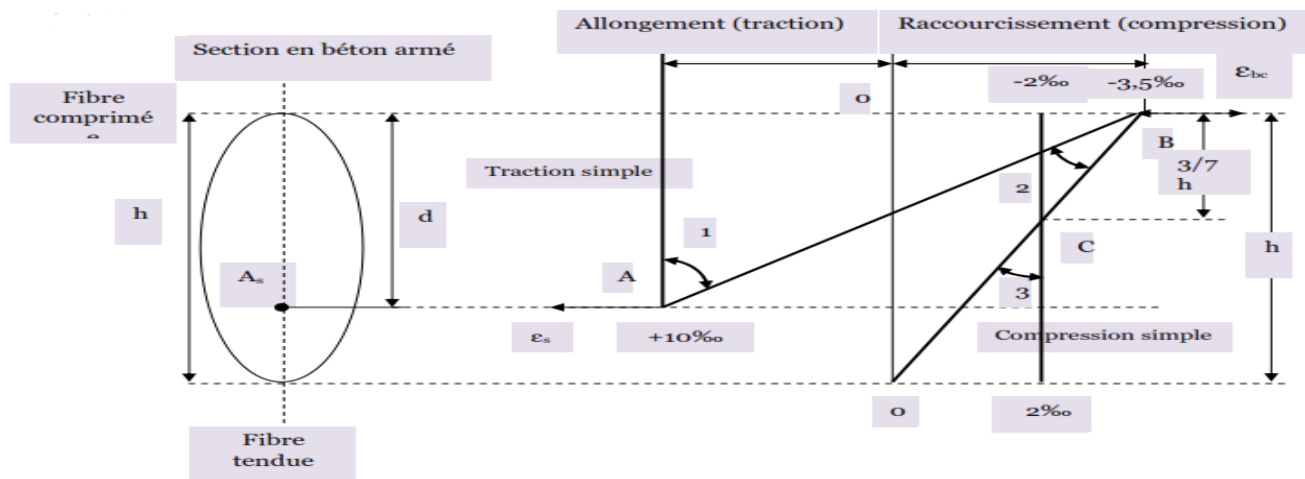 Allongement (traction)
Raccourcissement (compression)
Section en béton armé
Fibre
comprimé
0
-2‰
-3,5‰
εbc
B
3/7
h
Traction simple
2
h
d
1
As
A
C
h
3
εs
+10‰
Compression simple
0
2‰
Fibre
tendue